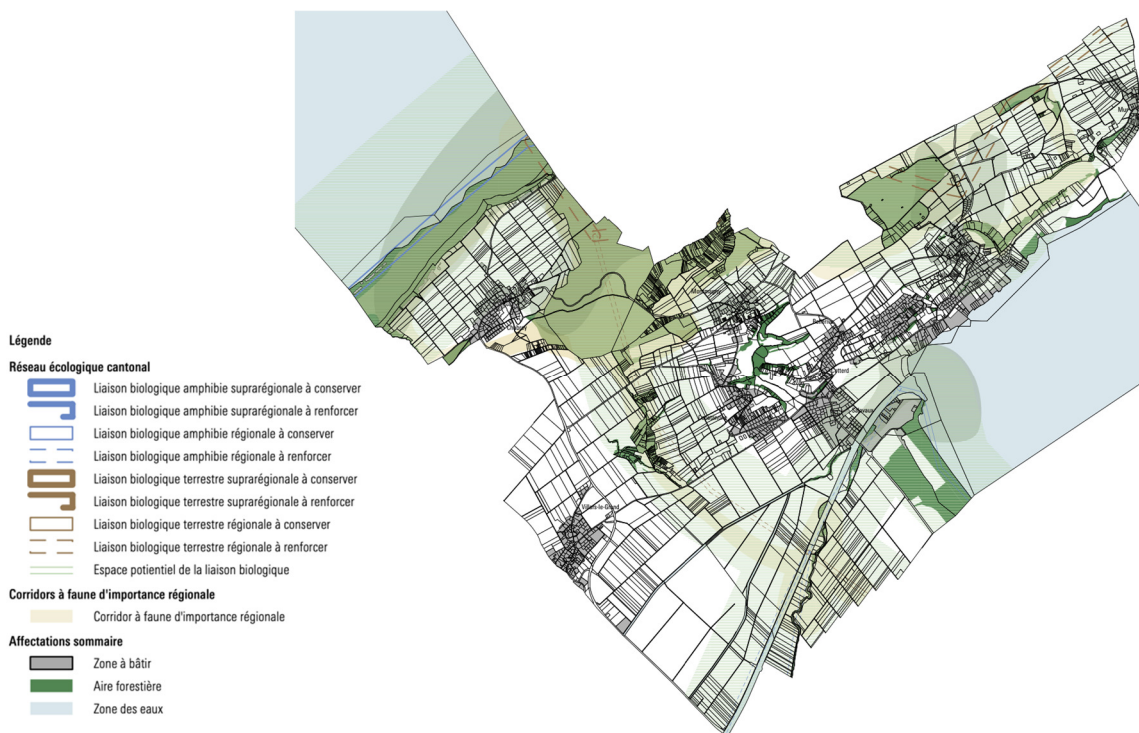 Légende
Réseau écologique cantonal
Liaison biologique amphibie suprarégionale à conserver
Liaison biologique amphibie suprarégionale à renforcer
Liaison biologique amphibie régionale à conserver
Liaison biologique amphibie régionale à renforcer
Liaison biologique terrestre suprarégionale à conserver
Liaison biologique terrestre suprarégionale à renforcer
Liaison biologique terrestre régionale à conserver
Liaison biologique terrestre régionale à renforcer
Espace potientiel de la liaison biologique
Corridors à faune d'importance régionale
Corridor à faune d'importance régionale
Affectations sommaire
Zone à bâtir
Aire forestière
Zone des eaux
Villars-le-Grand